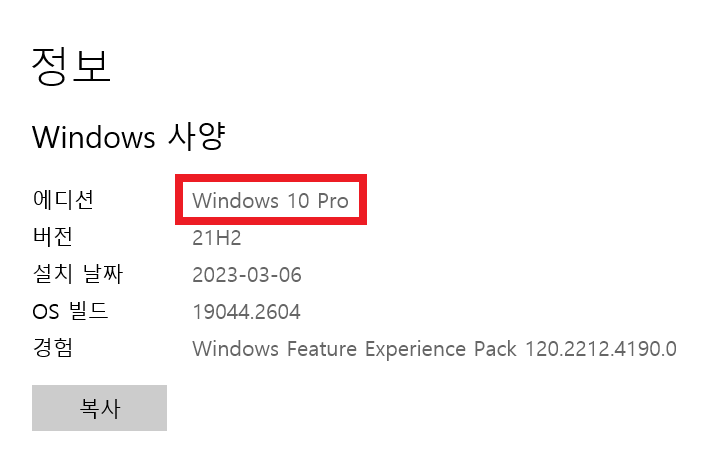 정보
Windows 사양
에디션 Windows 10 Pro
버전 21H2
설치 날짜 2023-03-06
OS 빌드 19044.2604
경험 Windows Feature Experience Pack 120.2212.4190.0
복사